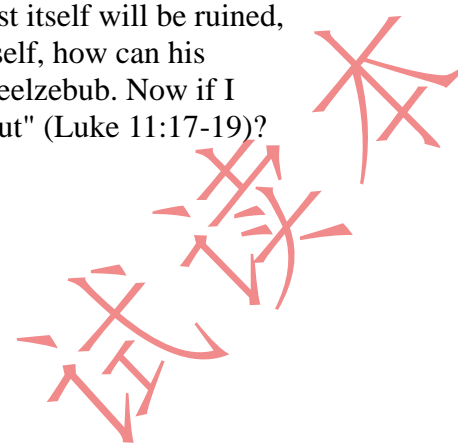 st itself will be ruined,
self, how can his
eelzebub. Now if I
ut" (Luke 11:17-19)?
试读本